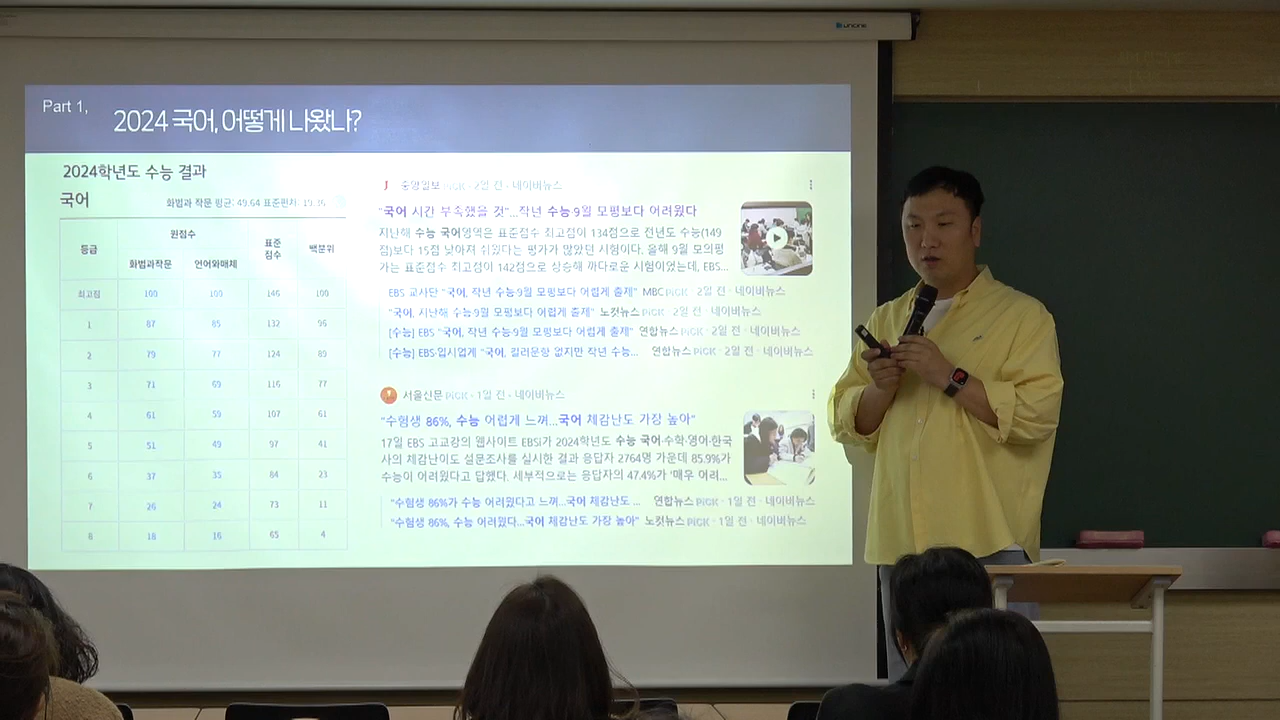 Part 1,
2024 국어, 어떻게 나왔나?
2024학년도 수능 결과
국어
화법과 작문 평균: 49.64 표준편차: 19.36
등급 원점수 표준점수 백분위
화법과작문 언어와매체
최고점 100 100 146 100
1 87 85 132 96
2 79 77 124 89
3 71 69 116 77
4 61 59 107 61
5 51 49 97 41
6 37 35 84 23
7 26 24 73 11
8 18 16 65 4
중앙일보 PiCK · 2일 전 · 네이버뉴스
"국어 시간 부족했을 것"...작년 수능·9월 모평보다 어려웠다
지난해 수능 국어영역은 표준점수 최고점이 134점으로 전년도 수능(149
점)보다 15점 낮아져 쉬웠다는 평가가 많았던 시험이다. 올해 9월 모의평
가는 표준점수 최고점이 142점으로 상승해 까다로운 시험이었는데, EBS...
EBS 교사단 "국어, 작년 수능·9월 모평보다 어렵게 출제" MBC PiCK · 2일 전 · 네이버뉴스
"국어, 지난해 수능·9월 모평보다 어렵게 출제" 노컷뉴스 PiCK · 2일 전 · 네이버뉴스
[수능] EBS "국어, 작년 수능·9월 모평보다 어렵게 출제" 연합뉴스 PiCK · 2일 전 · 네이버뉴스
[수능] EBS·입시업계 "국어, 킬러문항 없지만 작년 수능... 연합뉴스 PiCK · 2일 전 · 네이버뉴스
서울신문 PiCK · 1일 전 · 네이버뉴스
"수험생 86%, 수능 어렵게 느껴...국어 체감난도 가장 높아"
17일 EBS 고교강의 웹사이트 EBSi가 2024학년도 수능 국어·수학·영어·한국
사의 체감난이도 설문조사를 실시한 결과 응답자 2764명 가운데 85.9%가
수능이 어려웠다고 답했다. 세부적으로는 응답자의 47.4%가 '매우 어려...
"수험생 86%가 수능 어려웠다고 느껴...국어 체감난도 ... 연합뉴스 PiCK · 1일 전 · 네이버뉴스
"수험생 86%, 수능 어려웠다...국어 체감난도 가장 높아" 노컷뉴스 PiCK · 1일 전 · 네이버뉴스